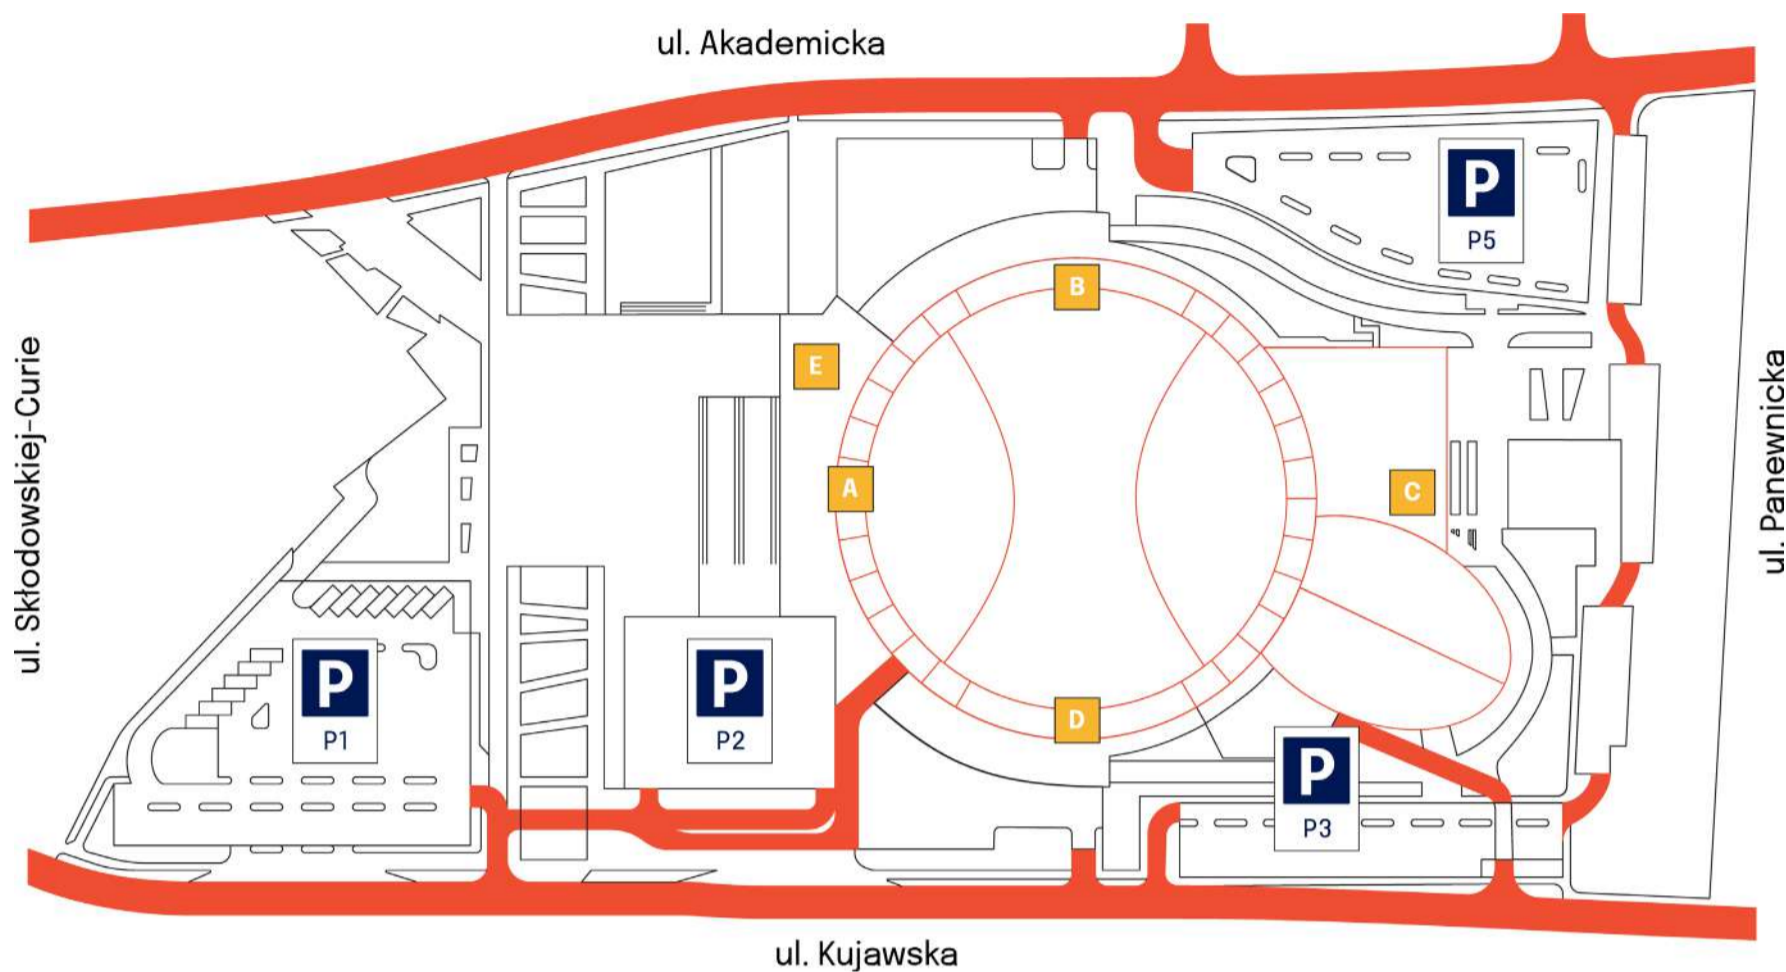 ul. Akademicka
P
P5
B
E
ul. Skłodowskiej-Curie
ul. Panewnicka
A
C
P
P1
P
P2
D
P
P3
ul. Kujawska